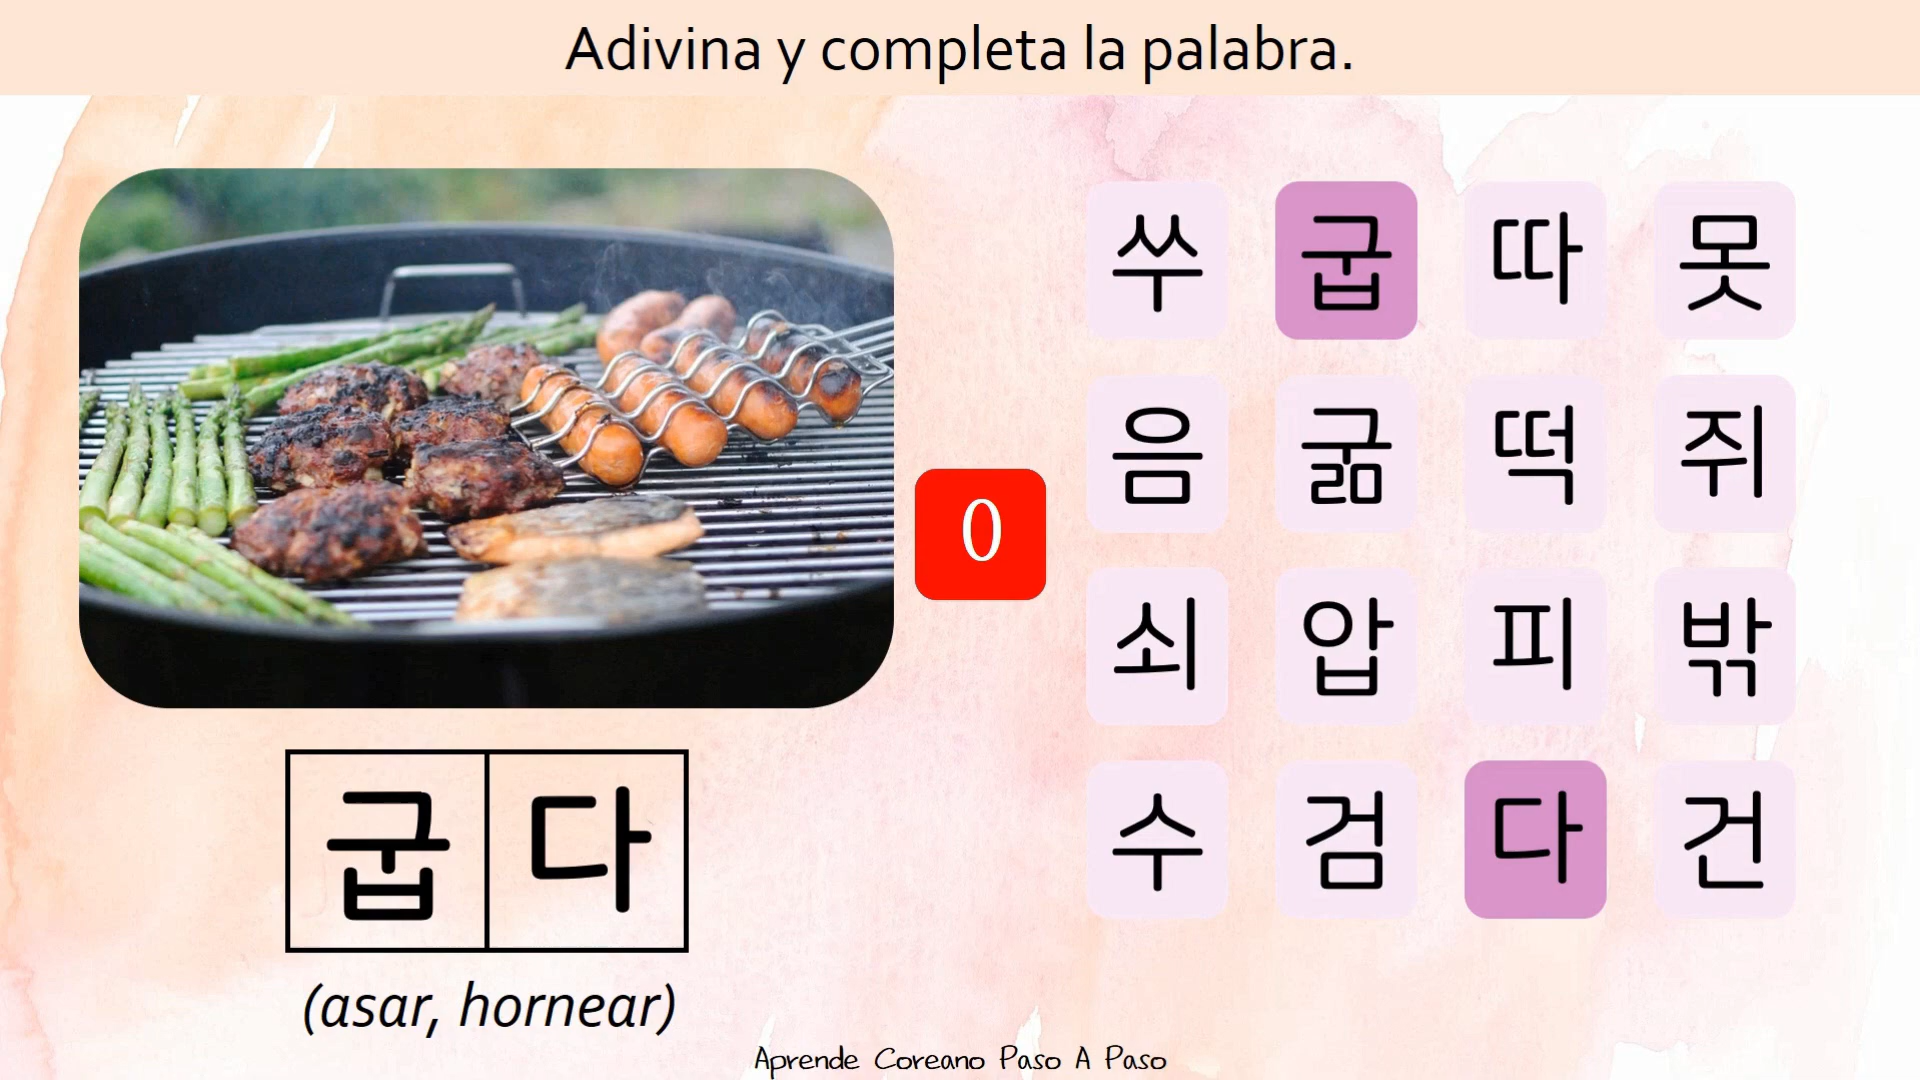 Adivina y completa la palabra.
쑤 굽 따 못
음 굶 떡 쥐
0
쇠 압 피 밖
수 검 다 건
굽 다
(asar, hornear)
Aprende Coreano Paso A Paso